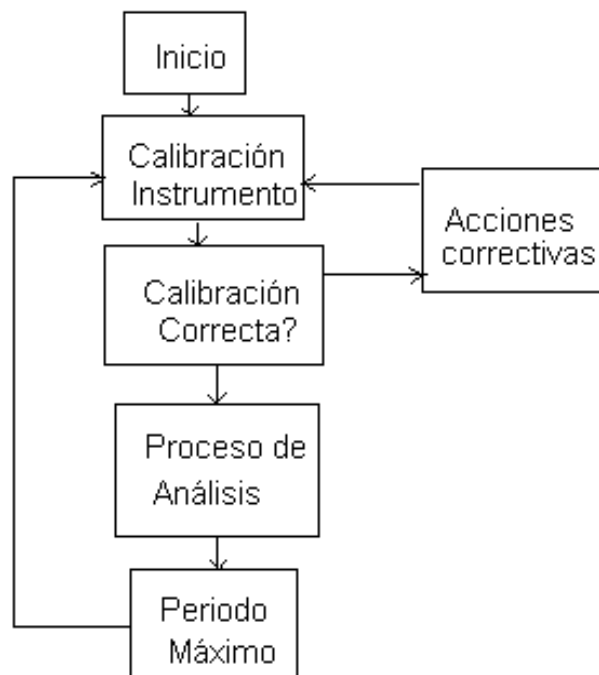 Inicio
Calibración
Instrumento
Acciones
correctivas
Calibración
Correcta?
Proceso de
Análisis
Periodo
Máximo